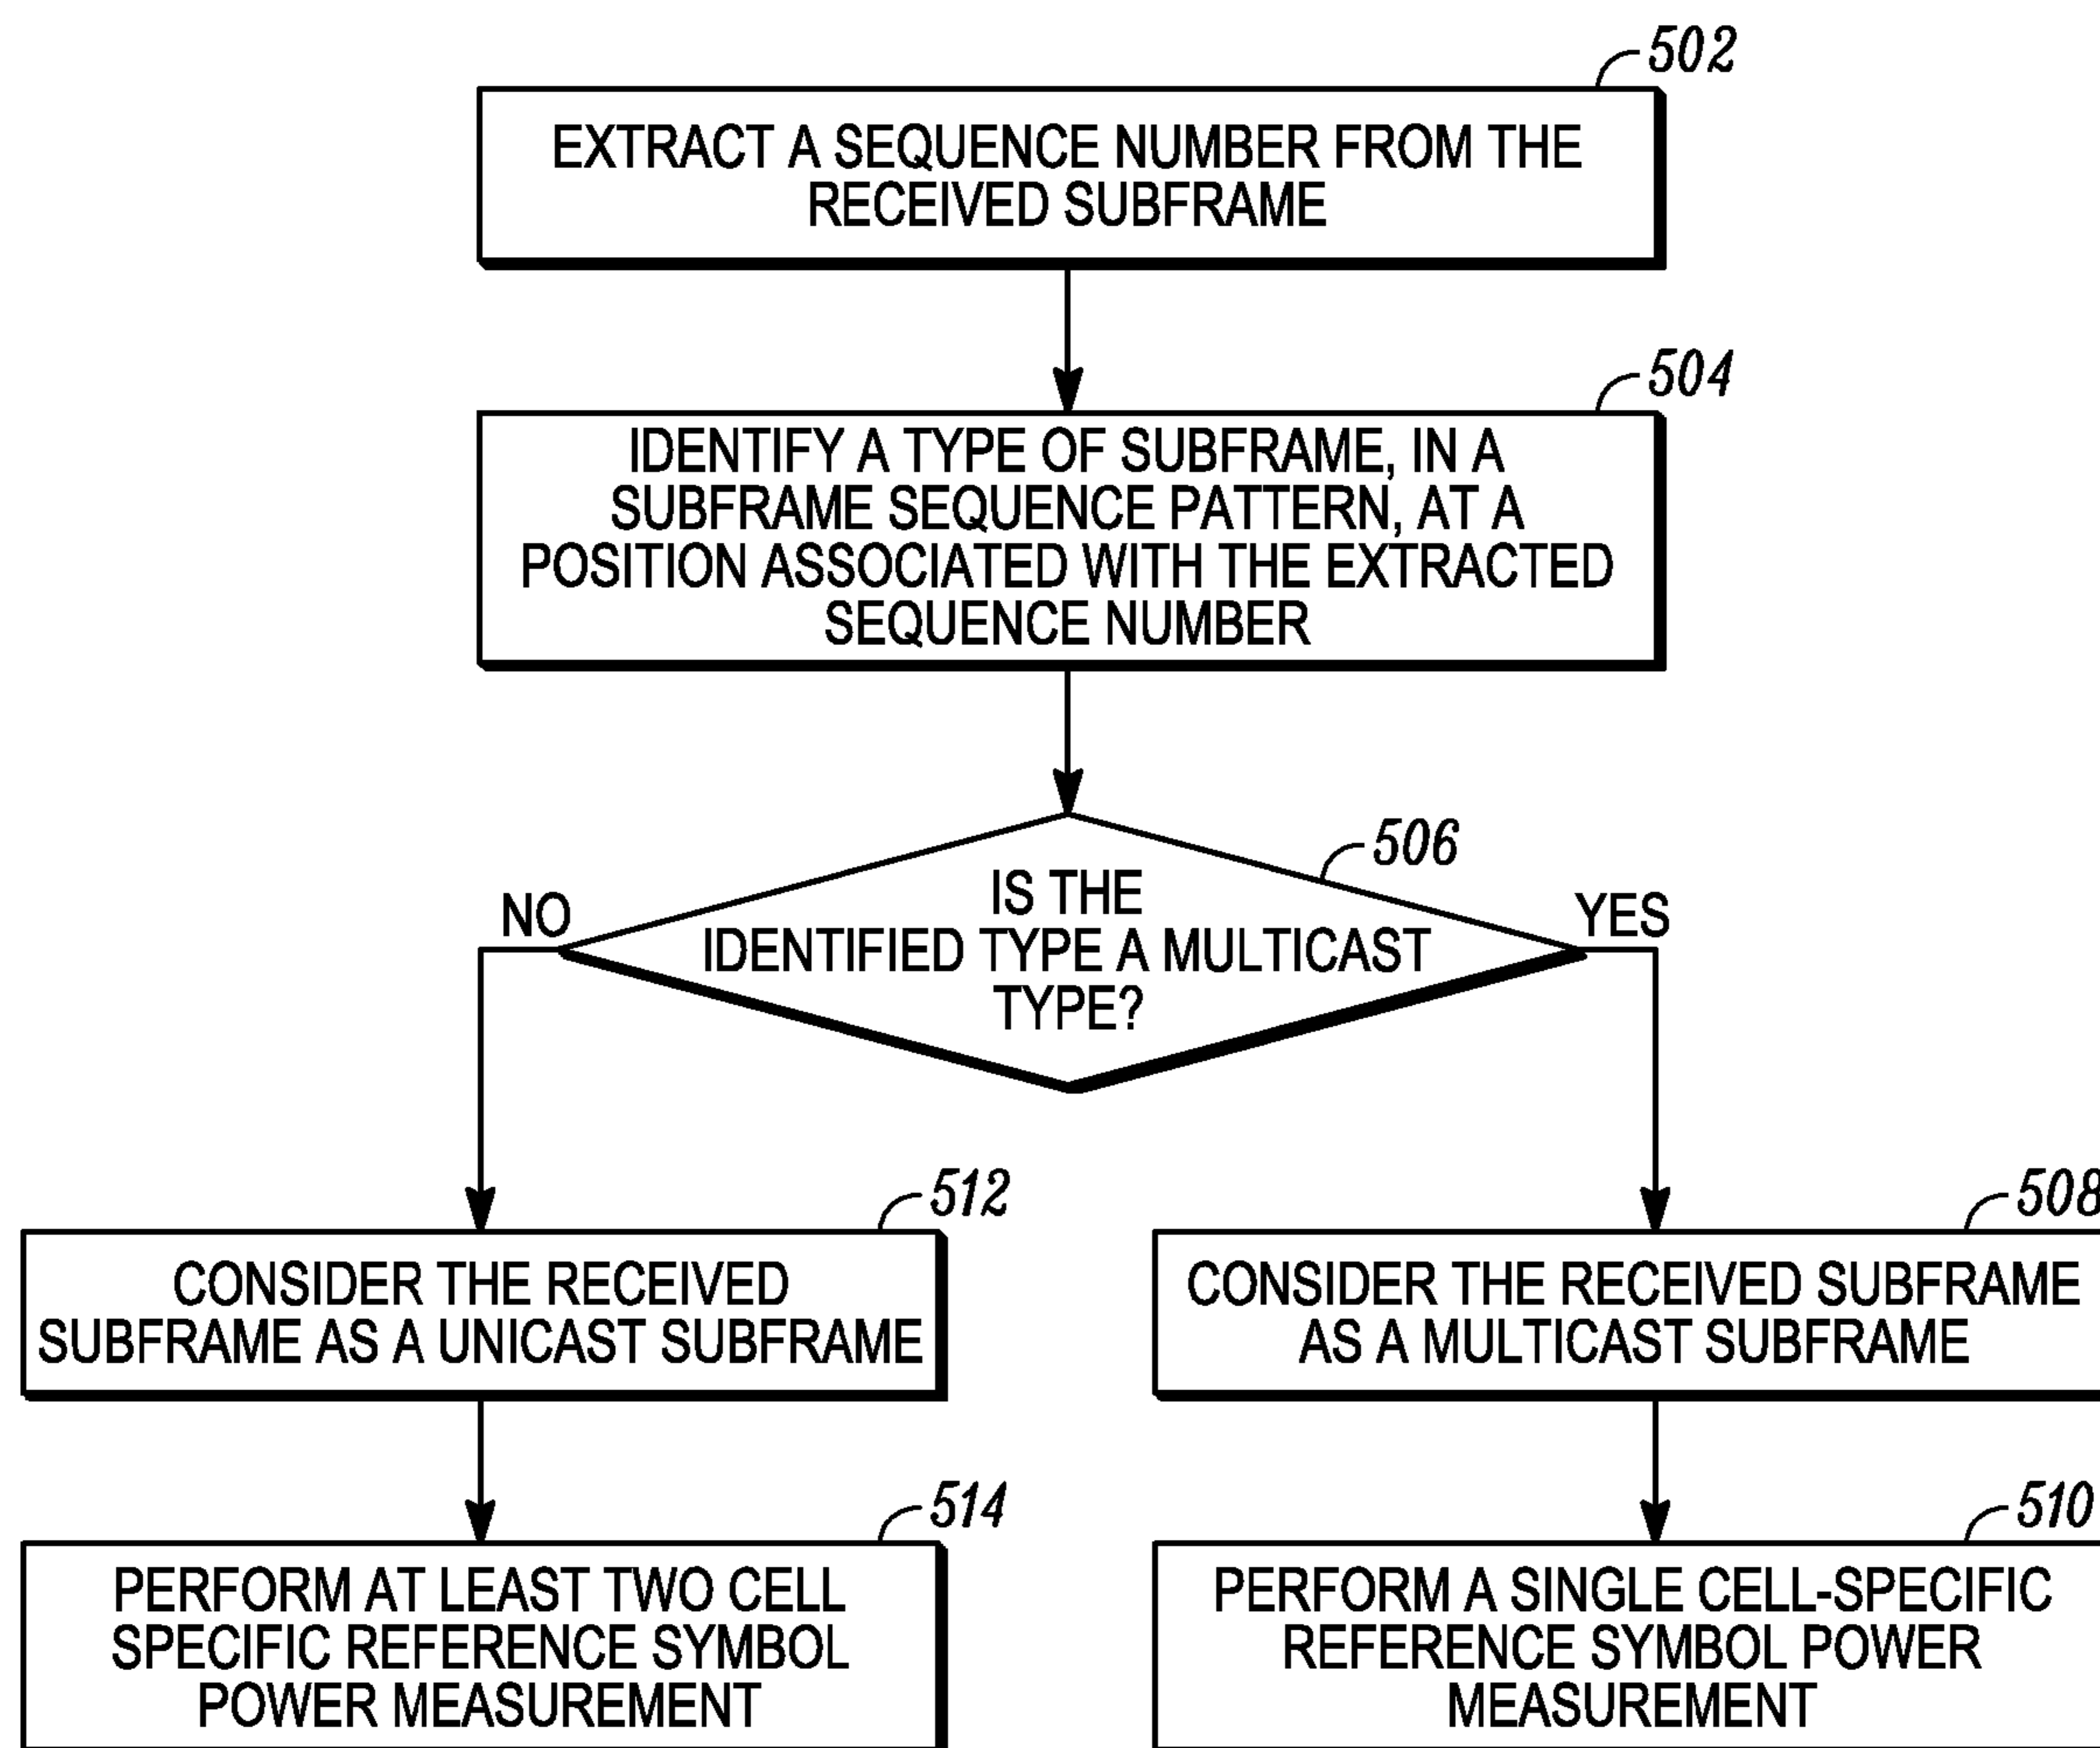 502
EXTRACT A SEQUENCE NUMBER FROM THE
RECEIVED SUBFRAME
504
IDENTIFY A TYPE OF SUBFRAME, IN A
SUBFRAME SEQUENCE PATTERN, AT A
POSITION ASSOCIATED WITH THE EXTRACTED
SEQUENCE NUMBER
506
IS THE
IDENTIFIED TYPE A MULTICAST
TYPE?
NO
YES
512
CONSIDER THE RECEIVED
SUBFRAME AS A UNICAST SUBFRAME
508
CONSIDER THE RECEIVED SUBFRAME
AS A MULTICAST SUBFRAME
514
PERFORM AT LEAST TWO CELL
SPECIFIC REFERENCE SYMBOL
POWER MEASUREMENT
510
PERFORM A SINGLE CELL-SPECIFIC
REFERENCE SYMBOL POWER
MEASUREMENT